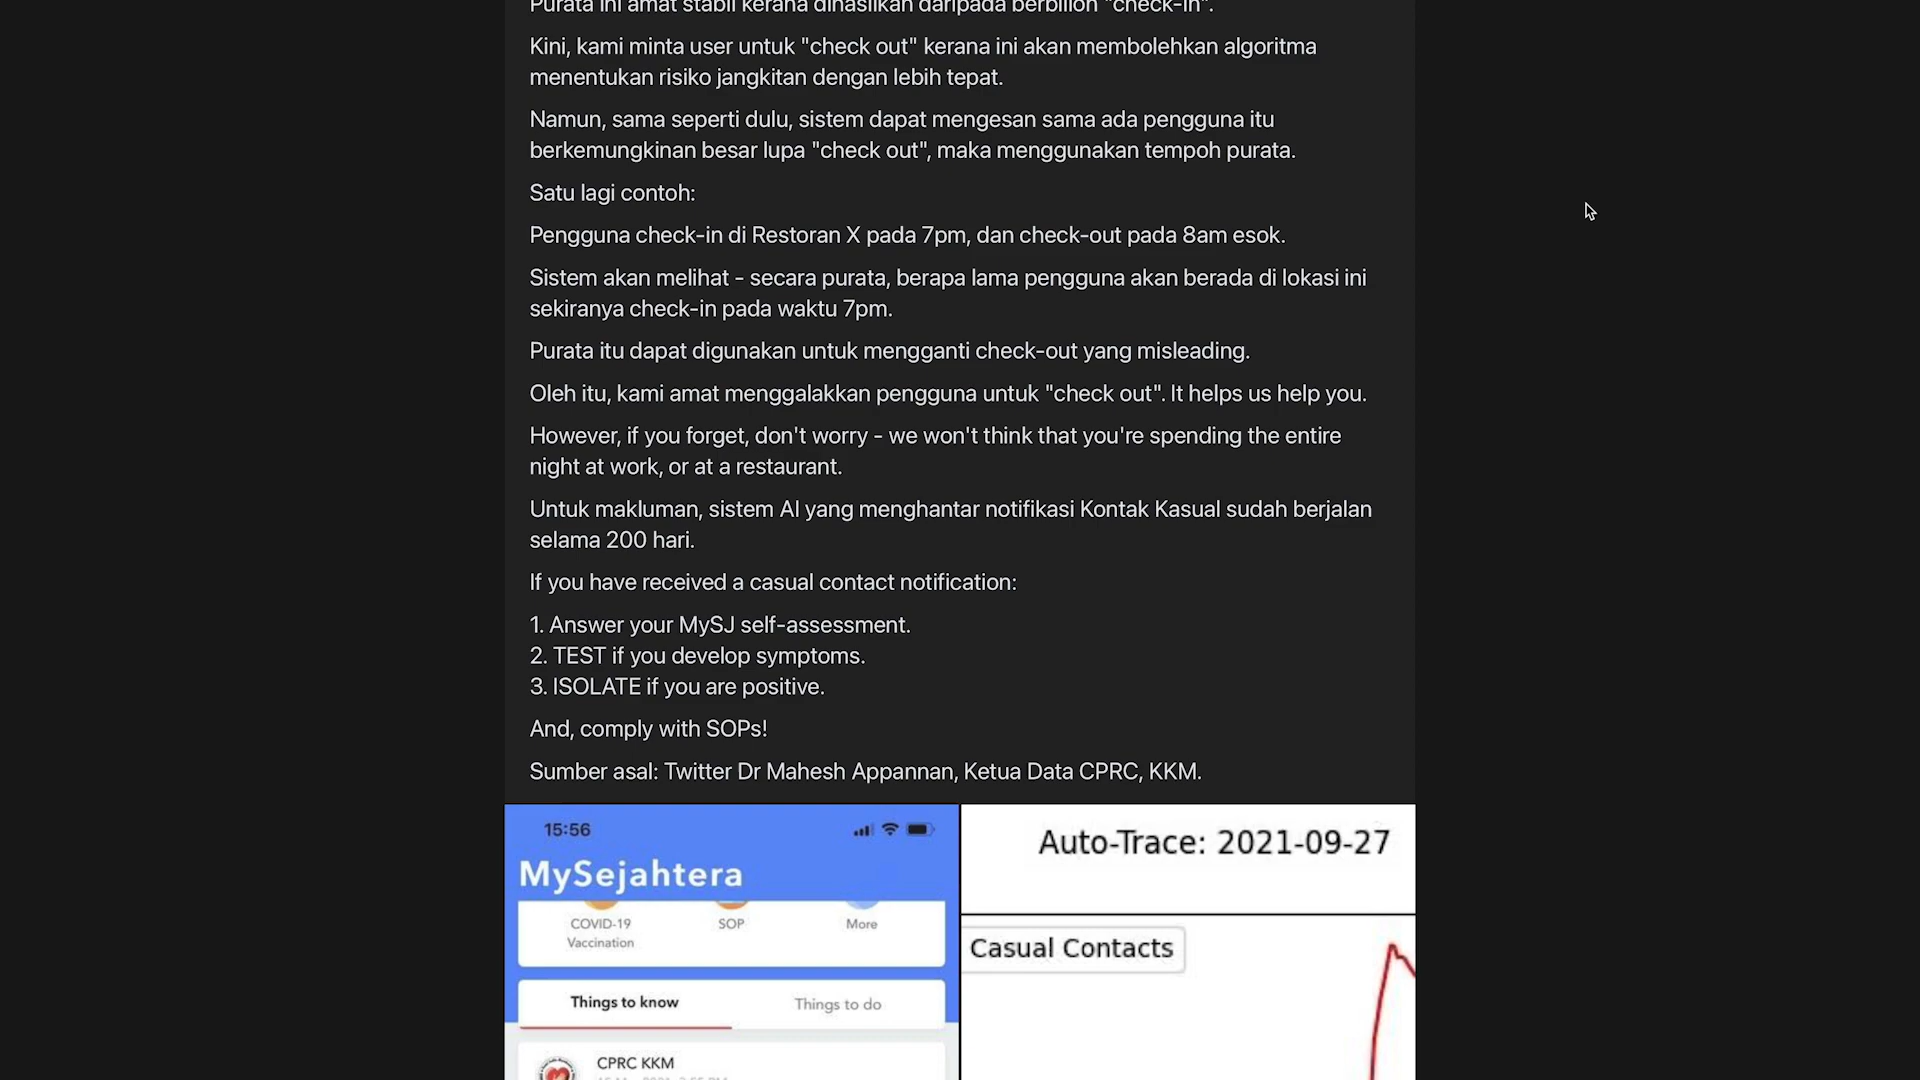 Purata ini amat stabil kerana dihasilkan daripada berbilion "check-in".
Kini, kami minta user untuk "check out" kerana ini akan membolehkan algoritma
menentukan risiko jangkitan dengan lebih tepat.
Namun, sama seperti dulu, sistem dapat mengesan sama ada pengguna itu
berkemungkinan besar lupa "check out", maka menggunakan tempoh purata.
Satu lagi contoh:
Pengguna check-in di Restoran X pada 7pm, dan check-out pada 8am esok.
Sistem akan melihat - secara purata, berapa lama pengguna akan berada di lokasi ini
sekiranya check-in pada waktu 7pm.
Purata itu dapat digunakan untuk mengganti check-out yang misleading.
Oleh itu, kami amat menggalakkan pengguna untuk "check out". It helps us help you.
However, if you forget, don't worry - we won't think that you're spending the entire
night at work, or at a restaurant.
Untuk makluman, sistem AI yang menghantar notifikasi Kontak Kasual sudah berjalan
selama 200 hari.
If you have received a casual contact notification:
1. Answer your MySJ self-assessment.
2. TEST if you develop symptoms.
3. ISOLATE if you are positive.
And, comply with SOPs!
Sumber asal: Twitter Dr Mahesh Appannan, Ketua Data CPRC, KKM.
15:56
MySejahtera
COVID-19
Vaccination
SOP
More
Things to know
Things to do
CPRC KKM
Auto-Trace: 2021-09-27
Casual Contacts